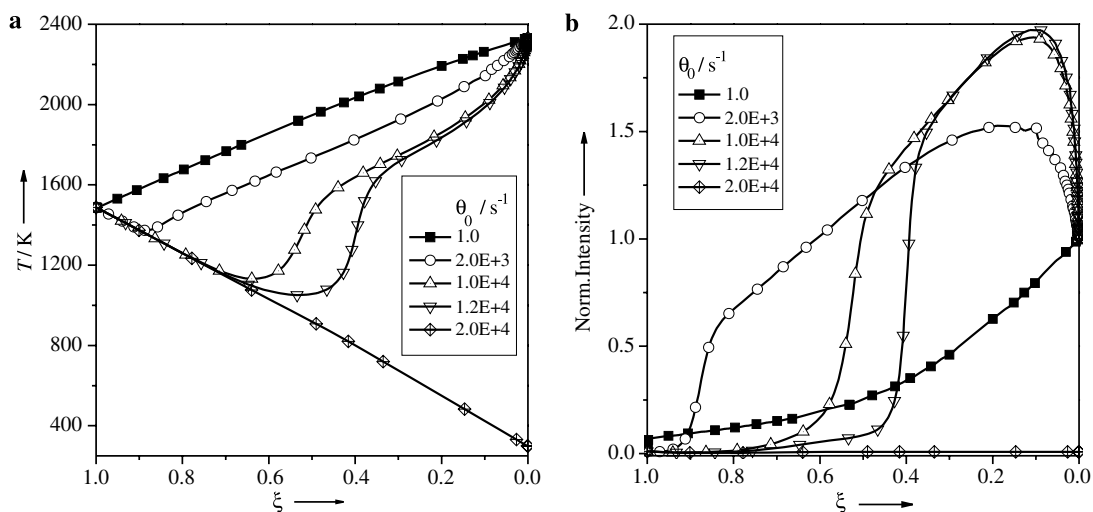 a
2400
2000
1600
1200
800
400
T / K
1.0 0.8 0.6 0.4 0.2 0.0
ξ
θ0 / s-1
1.0
2.0E+3
1.0E+4
1.2E+4
2.0E+4
b
2.0
1.5
1.0
0.5
0.0
Norm.Intensity
1.0 0.8 0.6 0.4 0.2 0.0
ξ
θ0 / s-1
1.0
2.0E+3
1.0E+4
1.2E+4
2.0E+4